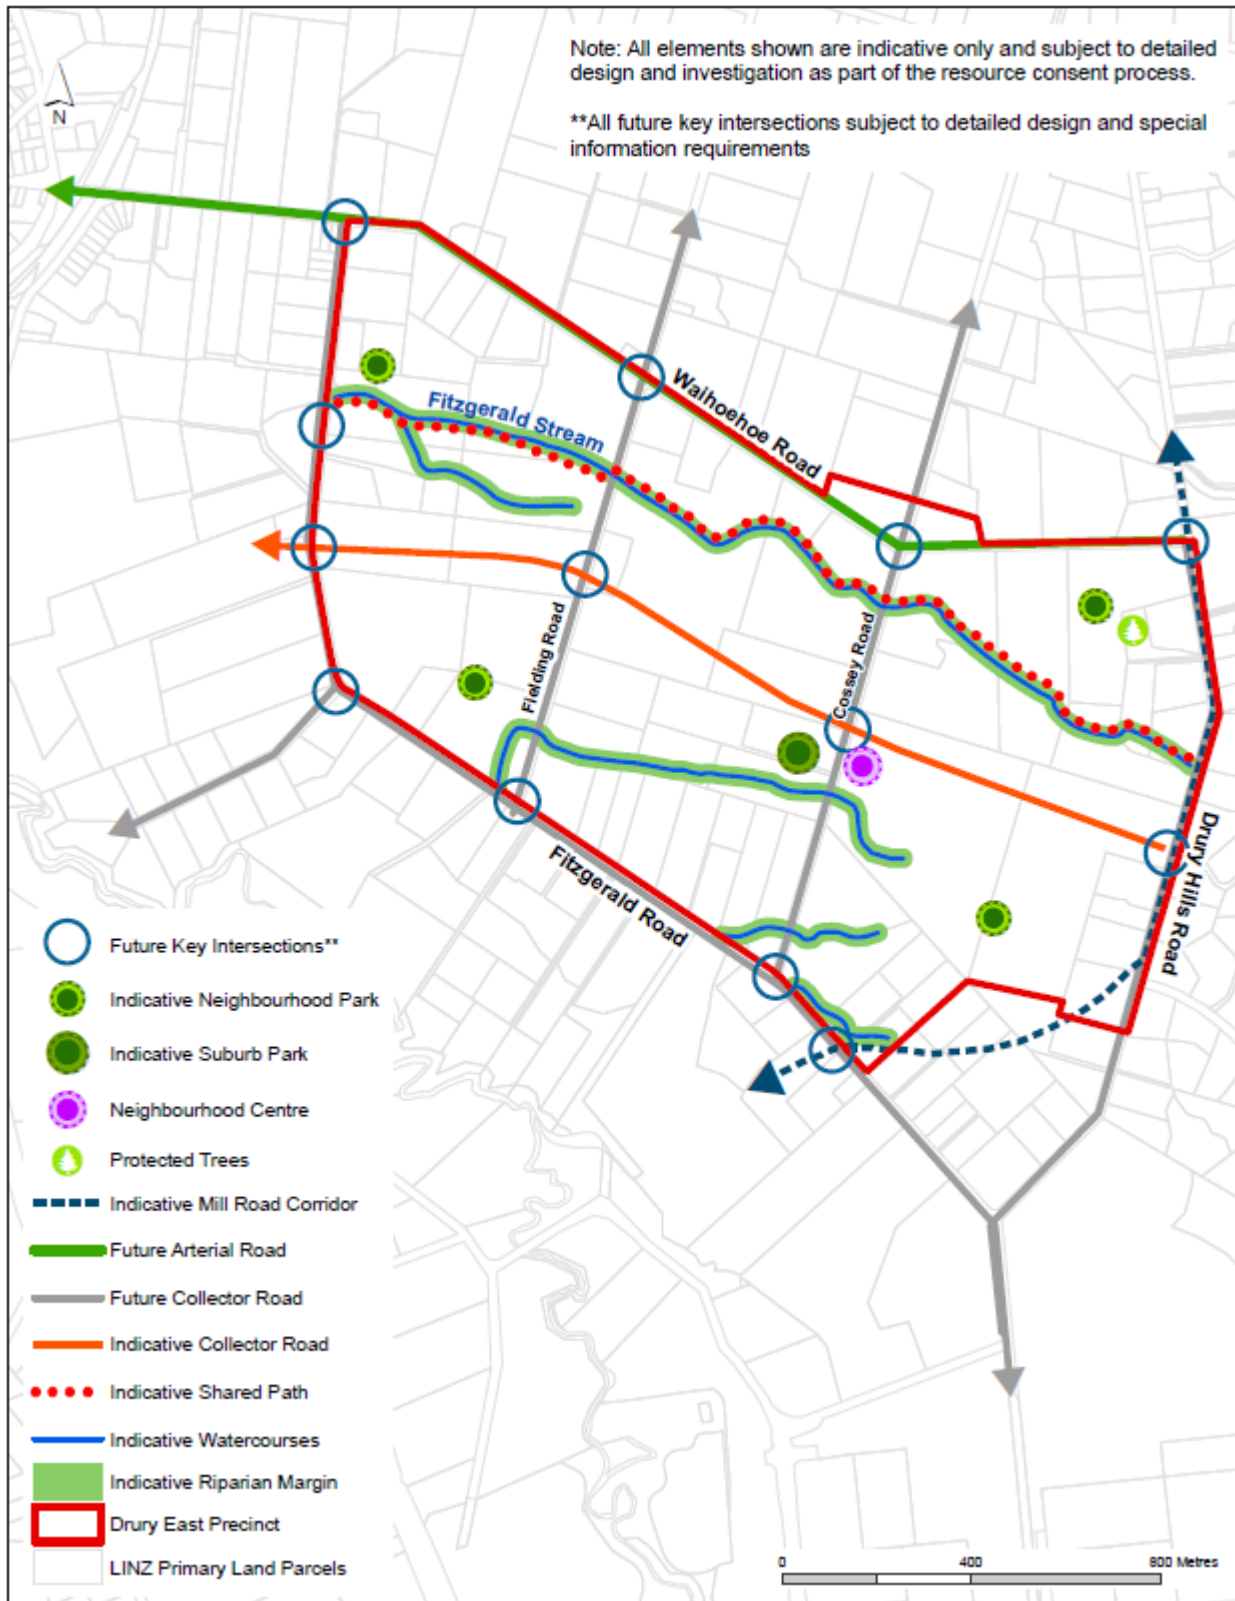 Note: All elements shown are indicative only and subject to detailed
design and investigation as part of the resource consent process.
**All future key intersections subject to detailed design and special
information requirements
N
Waihoehoe Road
Fitzgerald Stream
Fielding Road
Cossey Road
Drury Hills Road
Fitzgerald Road
Future Key Intersections**
Indicative Neighbourhood Park
Indicative Suburb Park
Neighbourhood Centre
Protected Trees
Indicative Mill Road Corridor
Future Arterial Road
Future Collector Road
Indicative Collector Road
Indicative Shared Path
Indicative Watercourses
Indicative Riparian Margin
Drury East Precinct
LINZ Primary Land Parcels
0 400 800 Metres